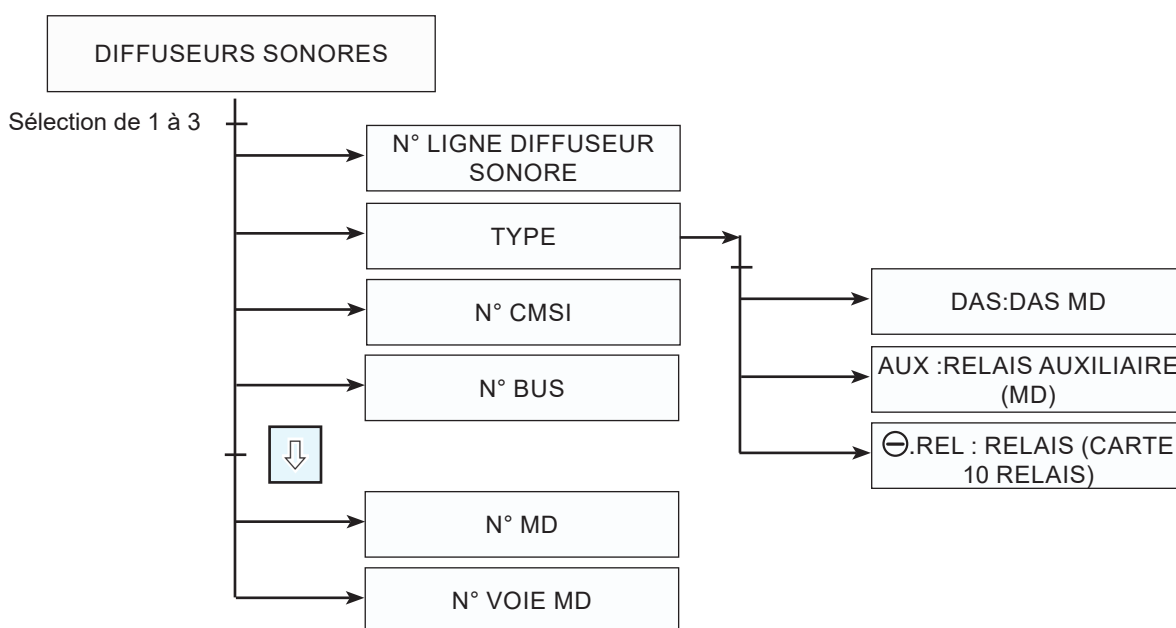 DIFFUSEURS SONORES
Sélection de 1 à 3
N° LIGNE DIFFUSEUR
SONORE
TYPE
N° CMSI
N° BUS
N° MD
N° VOIE MD
DAS:DAS MD
AUX :RELAIS AUXILIAIRE
(MD)
⊖.REL : RELAIS (CARTE
10 RELAIS)